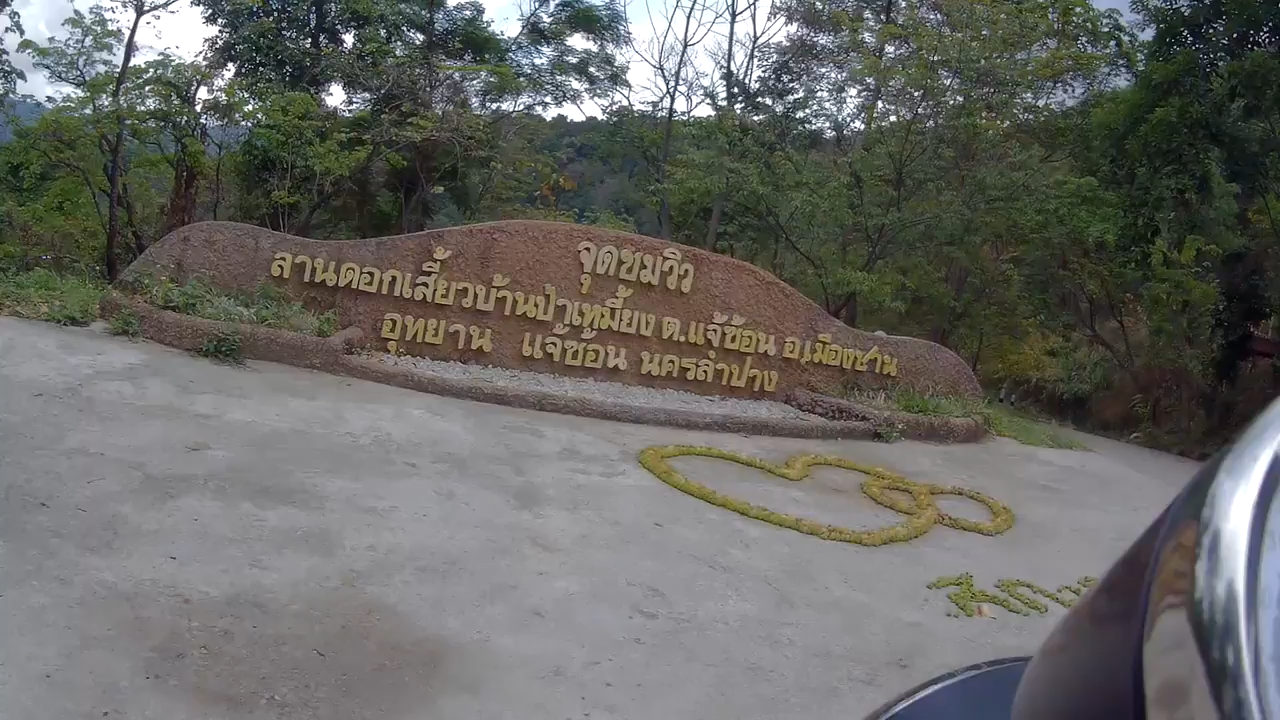 จุดชมวิว
ลานดอกเสี้ยวบ้านป่าเหมี้ยง ต.แจ้ซ้อน อ.เมืองปาน
อุทยาน แจ้ซ้อน นครลำปาง